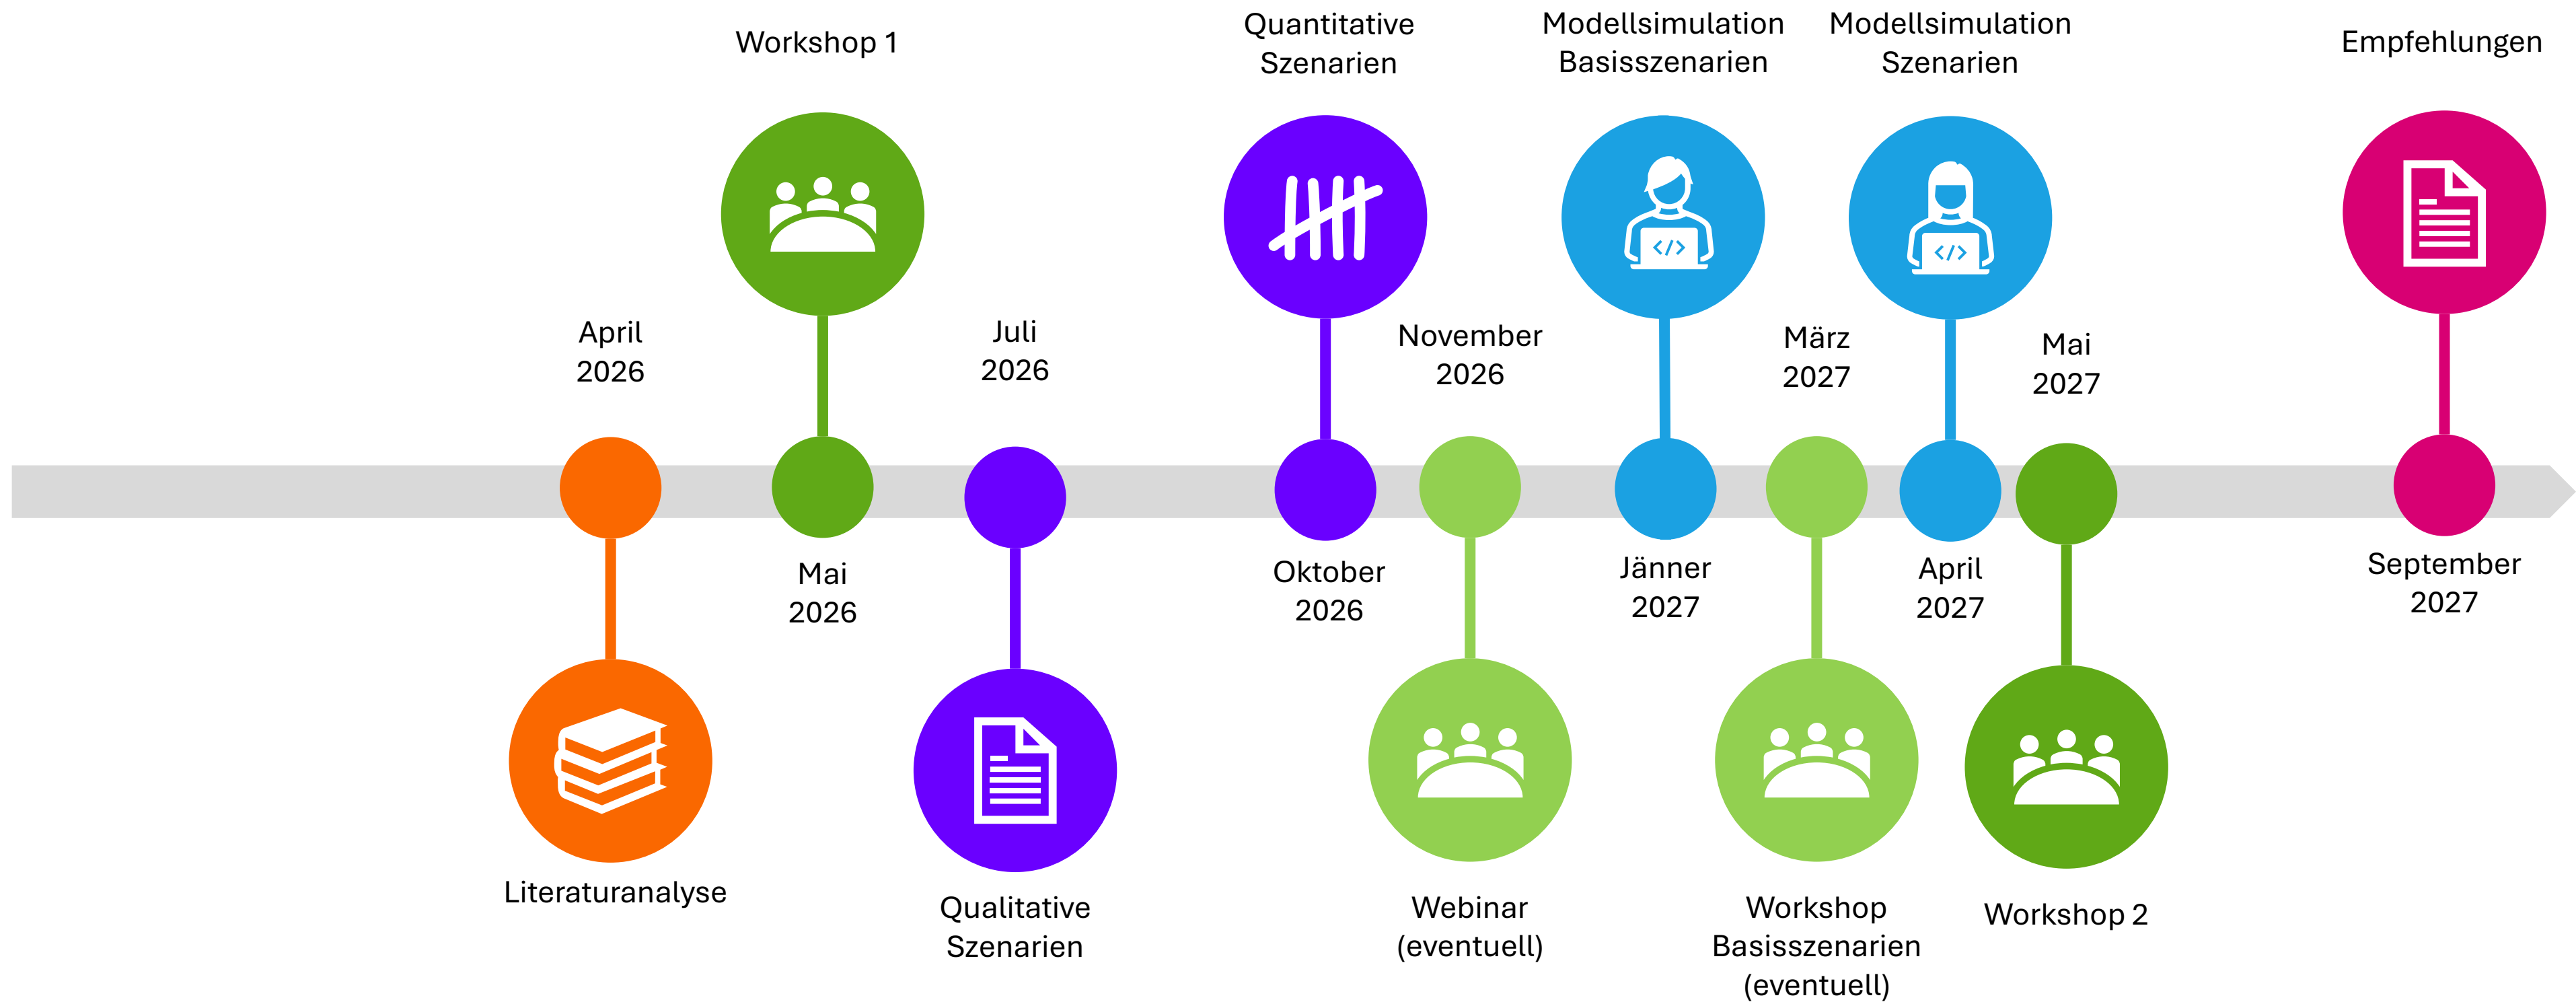 Workshop 1
Quantitative
Szenarien
Modellsimulation
Basisszenarien
Modellsimulation
Szenarien
Empfehlungen
April
2026
Juli
2026
November
2026
März
2027
Mai
2027
Mai
2026
Oktober
2026
Jänner
2027
April
2027
September
2027
Literaturanalyse
Qualitative
Szenarien
Webinar
(eventuell)
Workshop
Basisszenarien
(eventuell)
Workshop 2